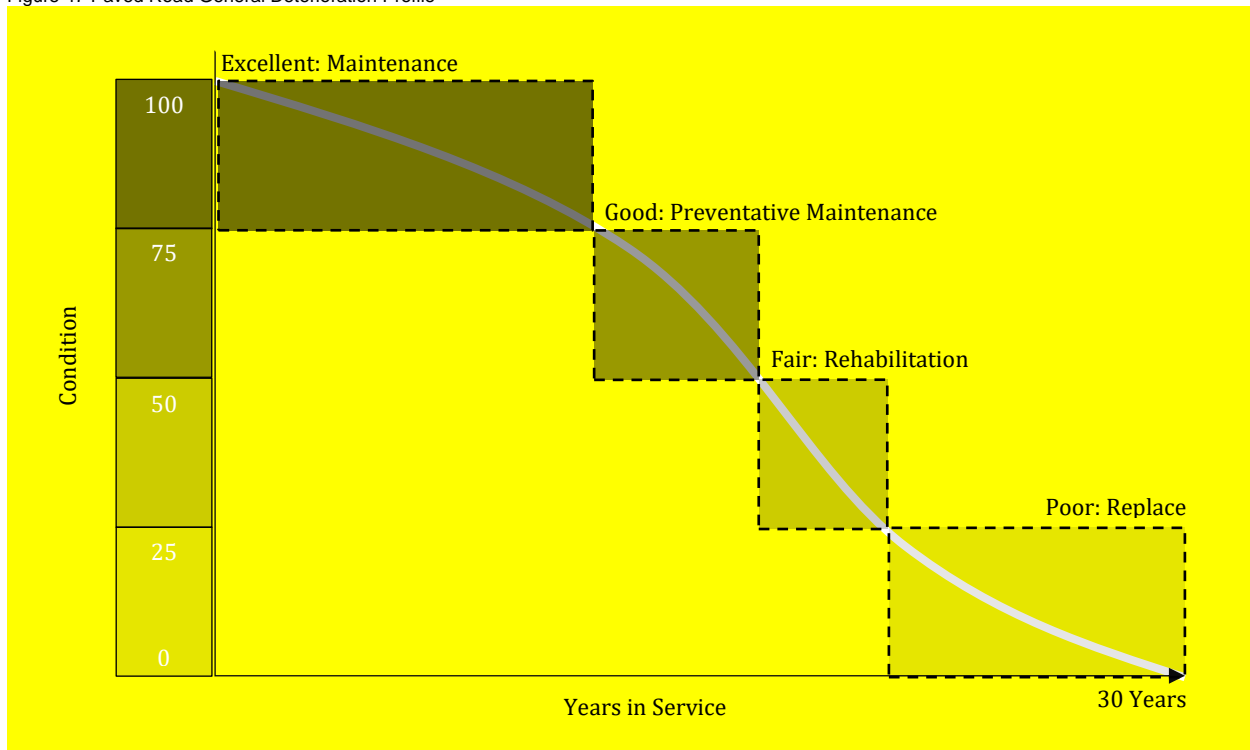 Excellent: Maintenance
100
Good: Preventative Maintenance
75
Condition
Fair: Rehabilitation
50
Poor: Replace
25
0
30 Years
Years in Service